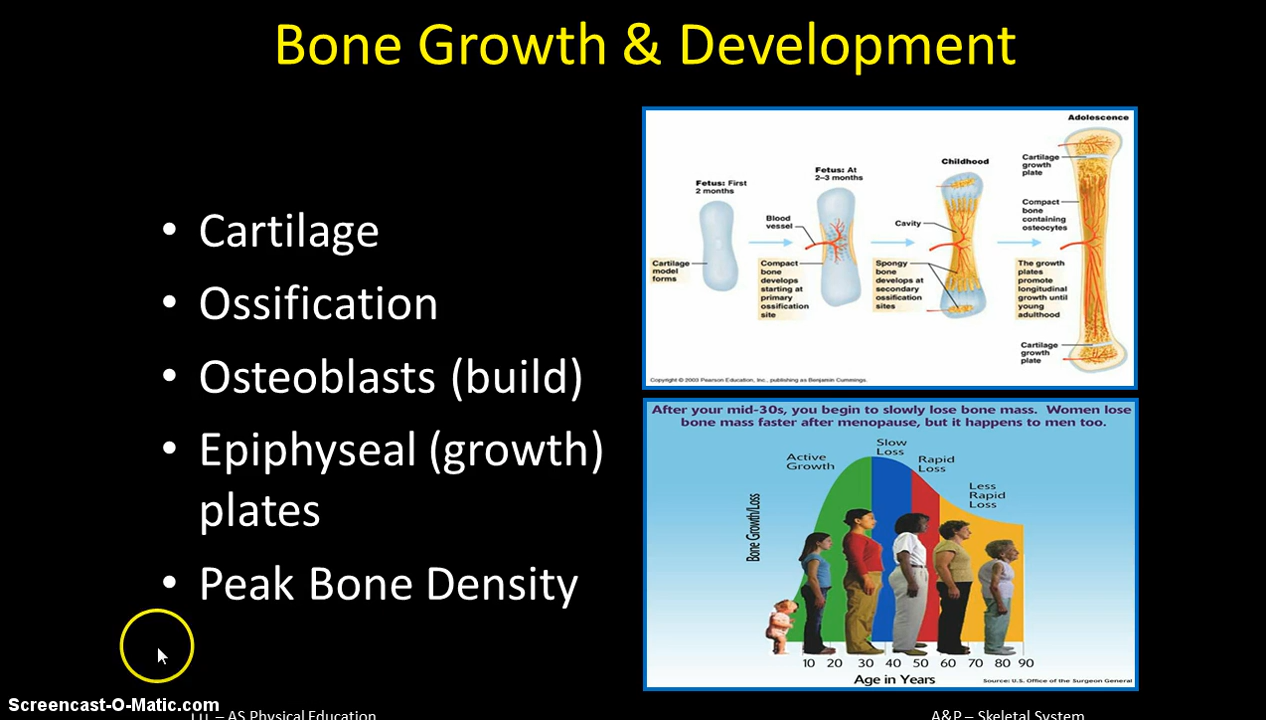 Bone Growth & Development
• Cartilage
• Ossification
• Osteoblasts (build)
• Epiphyseal (growth)
plates
• Peak Bone Density
Adolescence
Cartilage
growth
plate
Compact
bone
containing
osteocytes
The growth
plates
promote
longitudinal
growth until
young
adulthood
Cartilage
growth
plate
Childhood
Cavity
Spongy
bone
develops at
secondary
ossification
sites
Fetus: At
2–3 months
Blood
vessel
Compact
bone
develops
starting at
primary
ossification
site
Fetus: First
2 months
Cartilage
model
forms
Copyright © 2003 Pearson Education, Inc., publishing as Benjamin Cummings.
After your mid-30s, you begin to slowly lose bone mass. Women lose
bone mass faster after menopause, but it happens to men too.
Active
Growth
Slow
Loss
Rapid
Loss
Less
Rapid
Loss
Bone Growth/Loss
10 20 30 40 50 60 70 80 90
Age in Years
Source: U.S. Office of the Surgeon General
Screencast-O-Matic.com
– AS Physical Education
A&P – Skeletal System